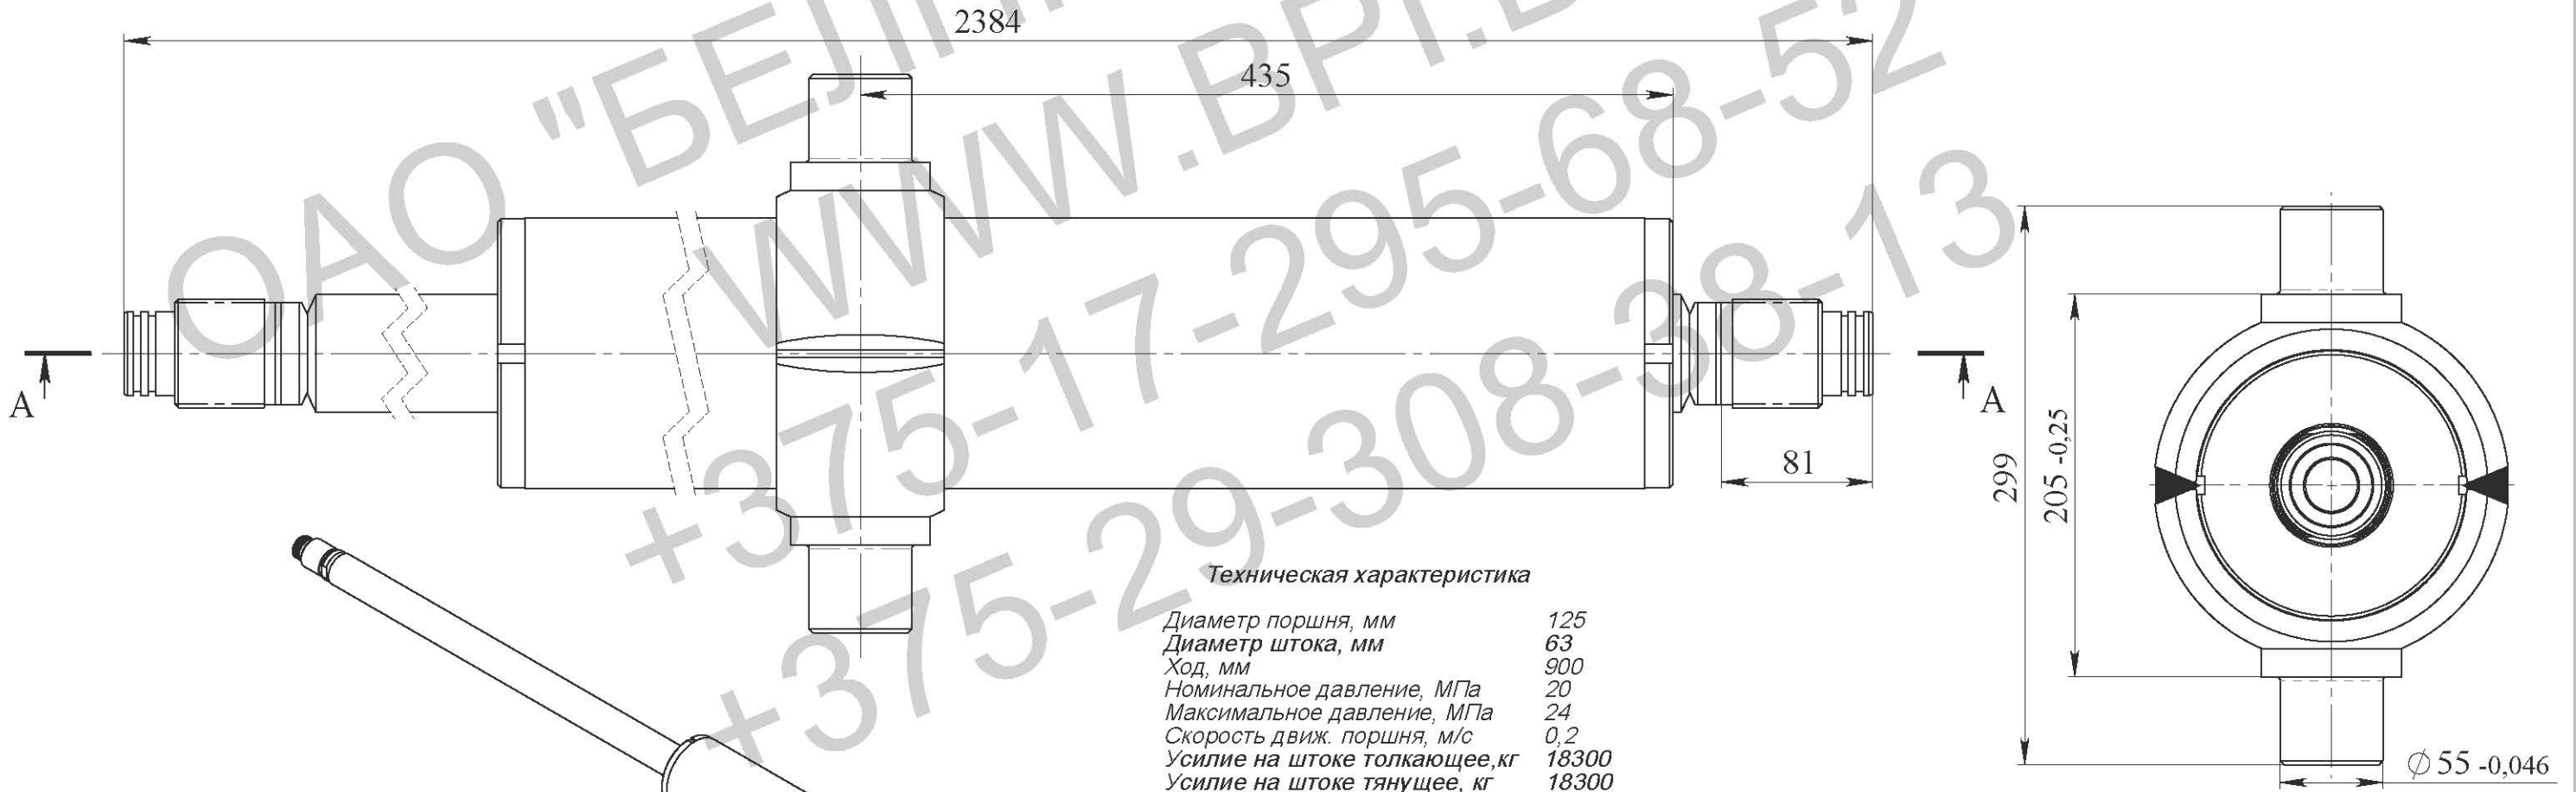 2384
435
ОАО "БЕЛ
WWW.BPI.B
+375-17-295-68-52
+375-29-308-38-13
А
А
81
299
205 -0,25
∅ 55 -0,046
Техническая характеристика
Диаметр поршня, мм 125
Диаметр штока, мм 63
Ход, мм 900
Номинальное давление, МПа 20
Максимальное давление, МПа 24
Скорость движ. поршня, м/с 0,2
Усилие на штоке толкающее,кг 18300
Усилие на штоке тянущее, кг 18300